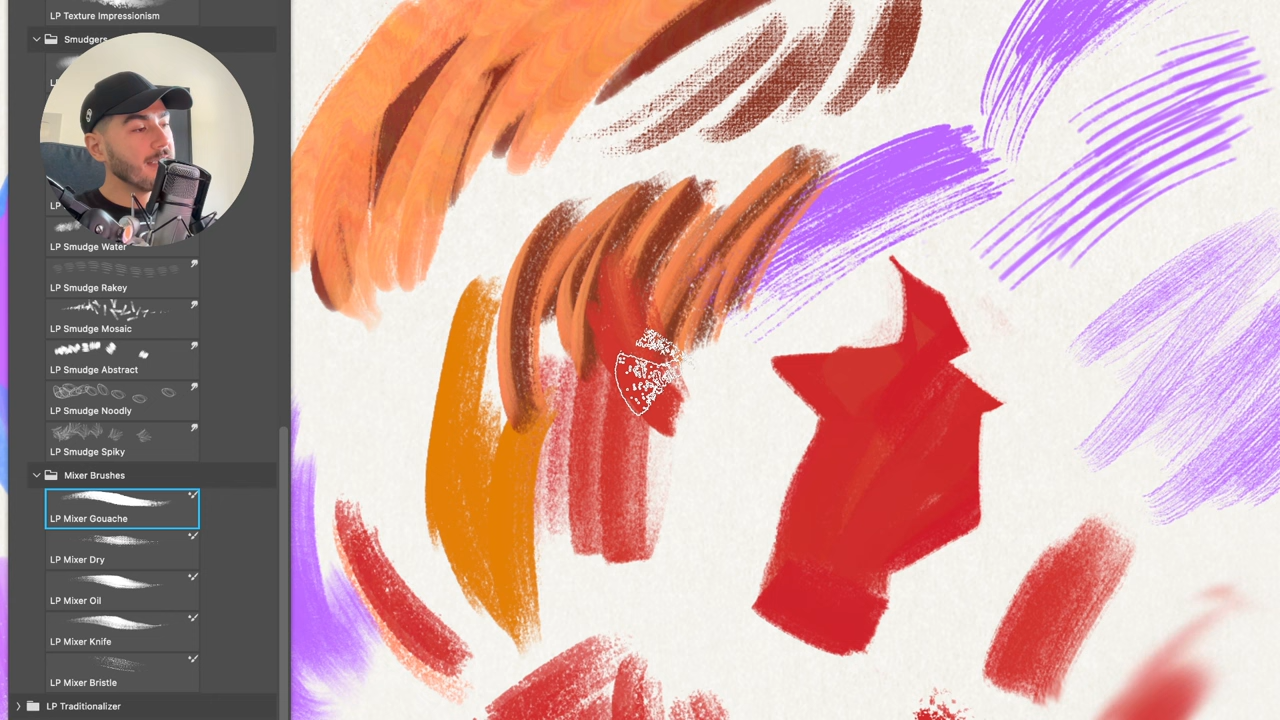 LP Texture Impressionism
Smudgers
LP Smudge Water
LP Smudge Rakey
LP Smudge Mosaic
LP Smudge Abstract
LP Smudge Noodly
LP Smudge Spiky
Mixer Brushes
LP Mixer Gouache
LP Mixer Dry
LP Mixer Oil
LP Mixer Knife
LP Mixer Bristle
LP Traditionalizer